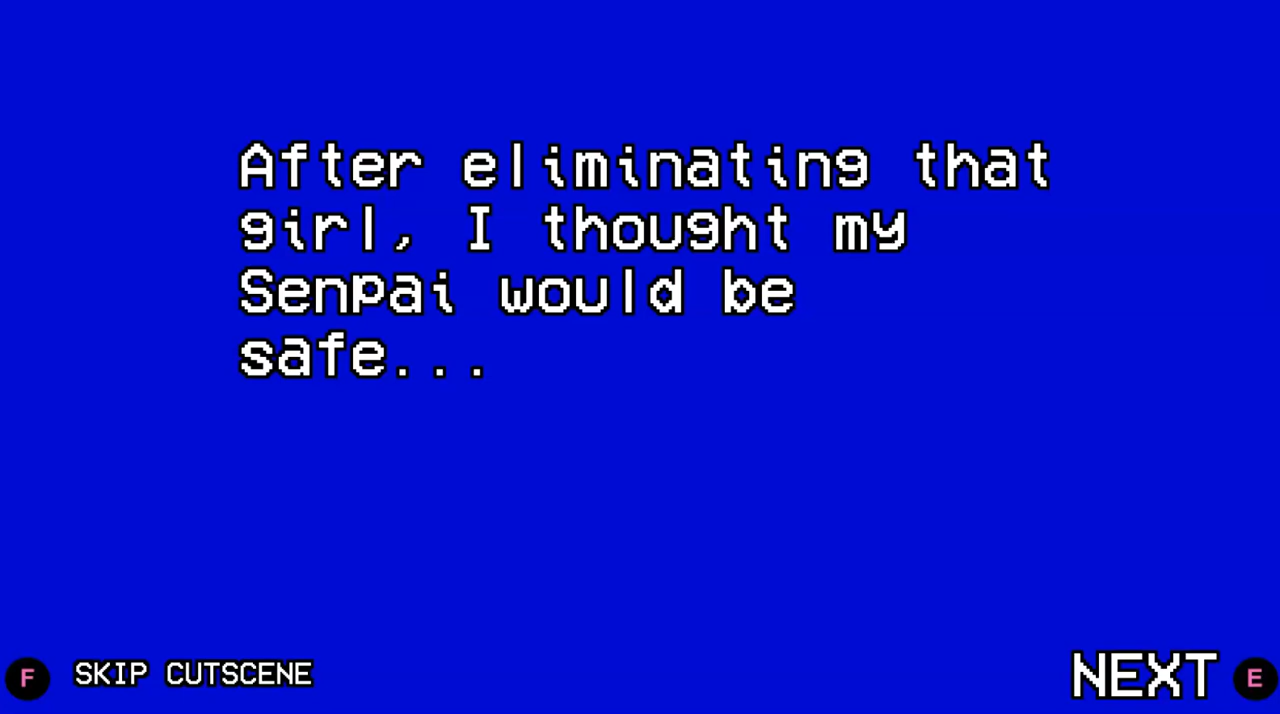 After eliminating that
girl, I thought my
Senpai would be
safe...
F SKIP CUTSCENE
NEXT E